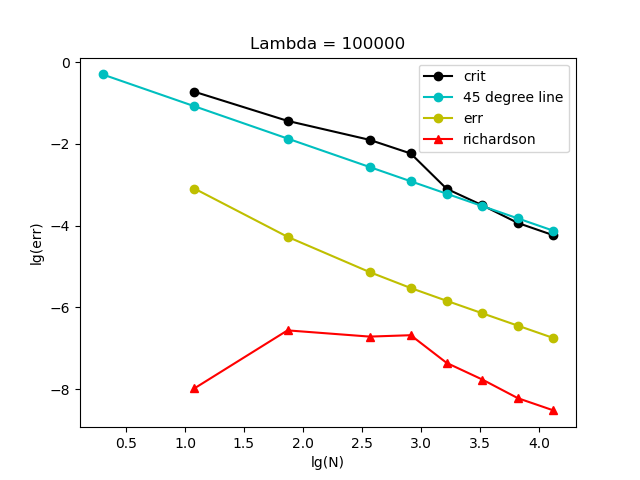 Lambda = 100000
crit
45 degree line
err
richardson
lg(err)
0
−2
−4
−6
−8
0.5 1.0 1.5 2.0 2.5 3.0 3.5 4.0
lg(N)